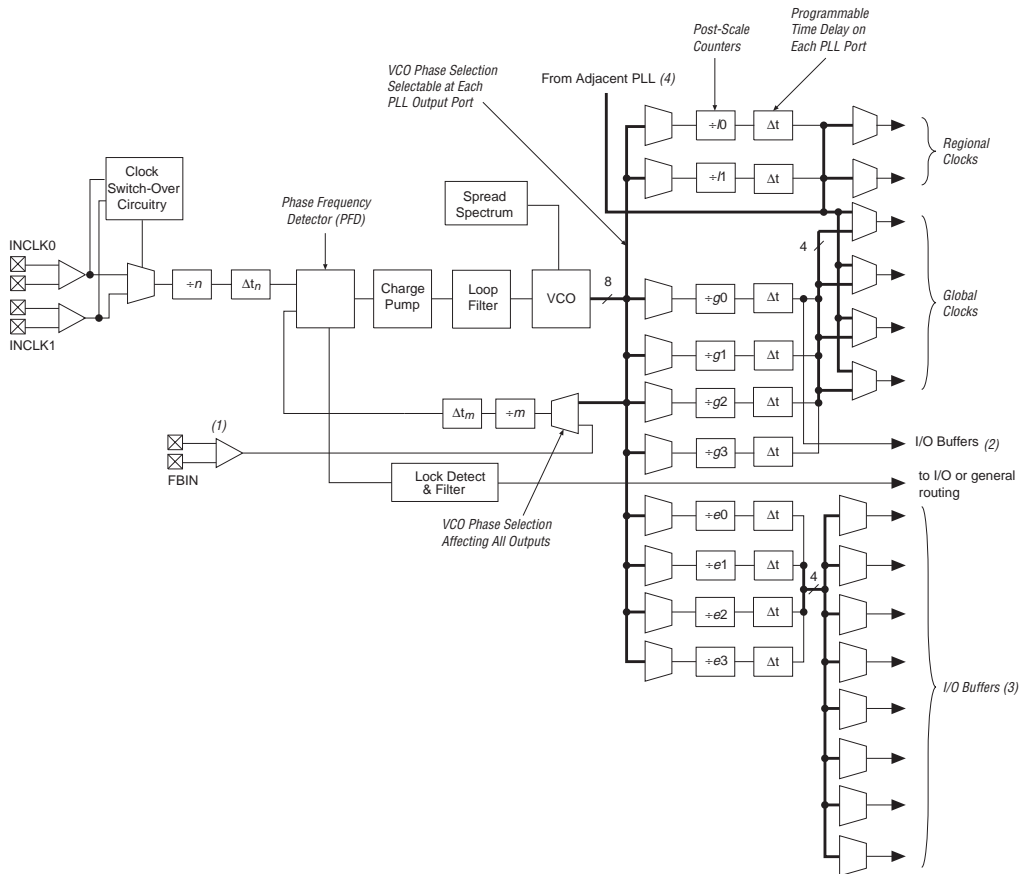 Programmable
Time Delay on
Each PLL Port
Post-Scale
Counters
VCO Phase Selection
Selectable at Each
PLL Output Port
From Adjacent PLL (4)
÷l0
Δt
÷l1
Δt
Regional
Clocks
Clock
Switch-Over
Circuitry
Phase Frequency
Detector (PFD)
Spread
Spectrum
INCLK0
INCLK1
÷n
Δtn
Charge
Pump
Loop
Filter
VCO
8
4
÷g0
Δt
÷g1
Δt
÷g2
Δt
÷g3
Δt
Global
Clocks
Δtm
÷m
(1)
FBIN
I/O Buffers (2)
Lock Detect
& Filter
to I/O or general
routing
VCO Phase Selection
Affecting All Outputs
÷e0
Δt
÷e1
Δt
4
÷e2
Δt
÷e3
Δt
I/O Buffers (3)